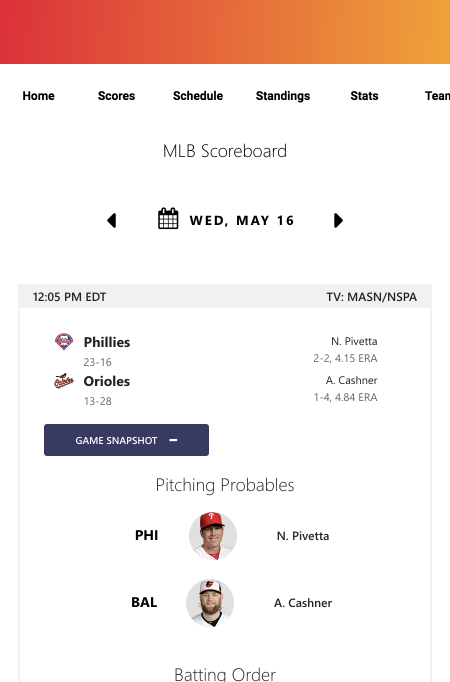 Home Scores Schedule Standings Stats Team
MLB Scoreboard
WED, MAY 16
12:05 PM EDT TV: MASN/NSPA
Phillies N. Pivetta
23-16 2-2, 4.15 ERA
Orioles A. Cashner
13-28 1-4, 4.84 ERA
GAME SNAPSHOT
Pitching Probables
PHI N. Pivetta
BAL A. Cashner
Batting Order